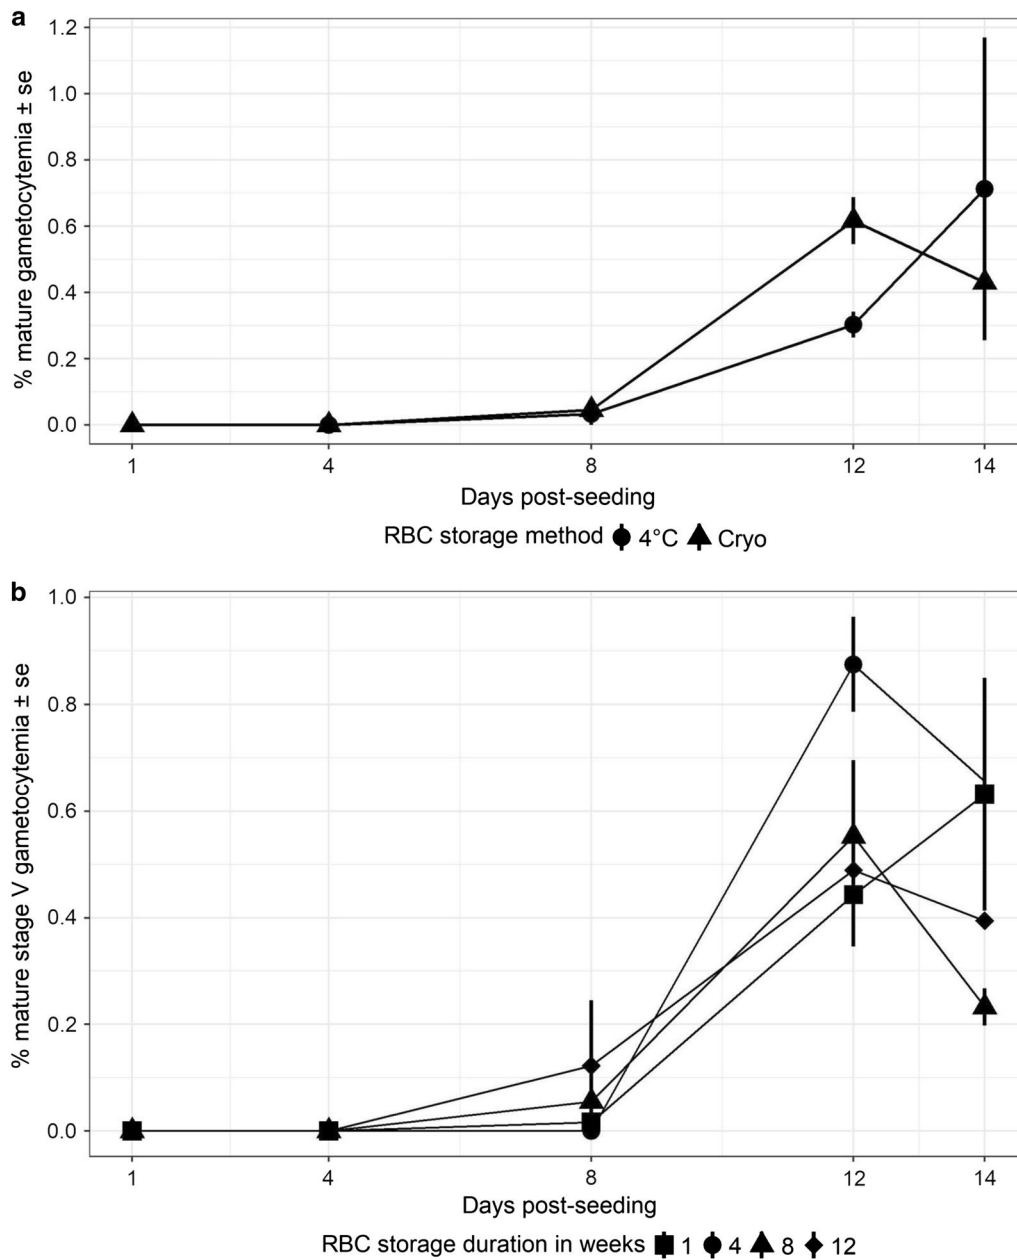 a
% mature gametocytemia ± se
1.2
1.0
0.8
0.6
0.4
0.2
0.0
1 4 8 12 14
Days post-seeding
RBC storage method 4°C Cryo
b
% mature stage V gametocytemia ± se
1.0
0.8
0.6
0.4
0.2
0.0
1 4 8 12 14
Days post-seeding
RBC storage duration in weeks 1 4 8 12